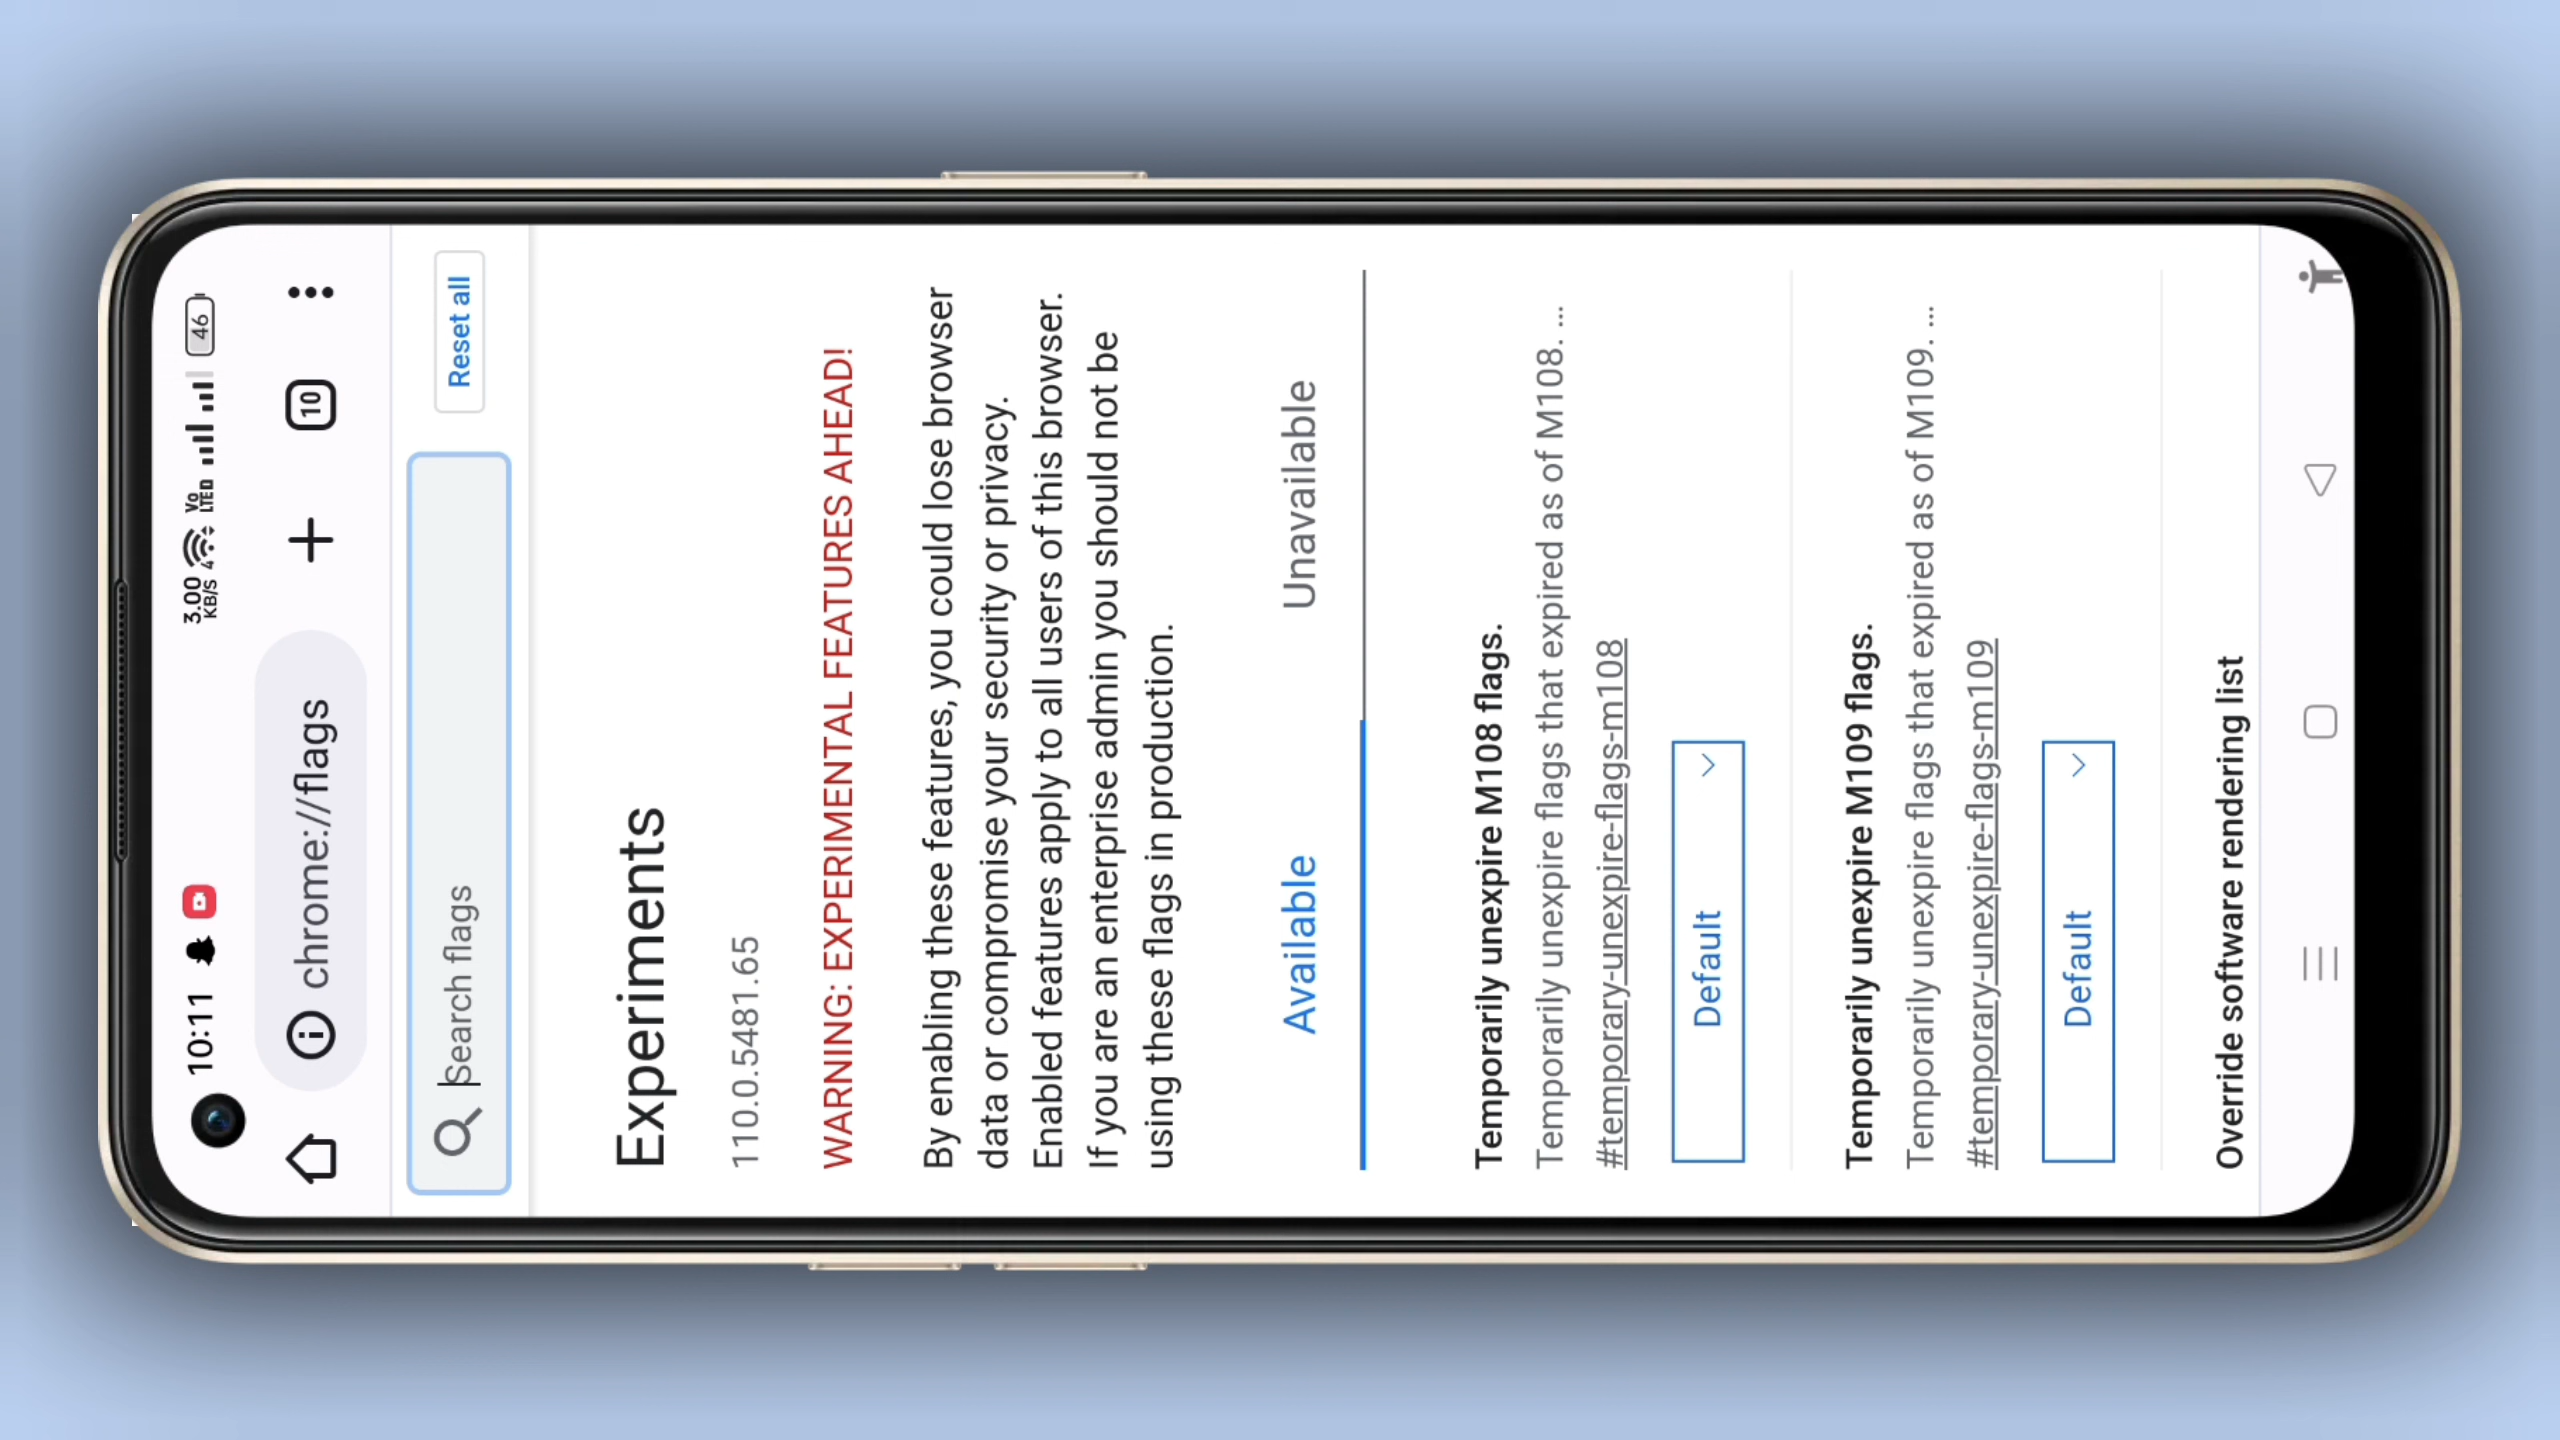 10:11
3.00
KB/S
4
Vo
LTED
46
chrome://flags
10
Search flags
Reset all
Experiments
110.0.5481.65
WARNING: EXPERIMENTAL FEATURES AHEAD!
By enabling these features, you could lose browser
data or compromise your security or privacy.
Enabled features apply to all users of this browser.
If you are an enterprise admin you should not be
using these flags in production.
Available
Unavailable
Temporarily unexpire M108 flags.
Temporarily unexpire flags that expired as of M108. ...
#temporary-unexpire-flags-m108
Default
Temporarily unexpire M109 flags.
Temporarily unexpire flags that expired as of M109. ...
#temporary-unexpire-flags-m109
Default
Override software rendering list